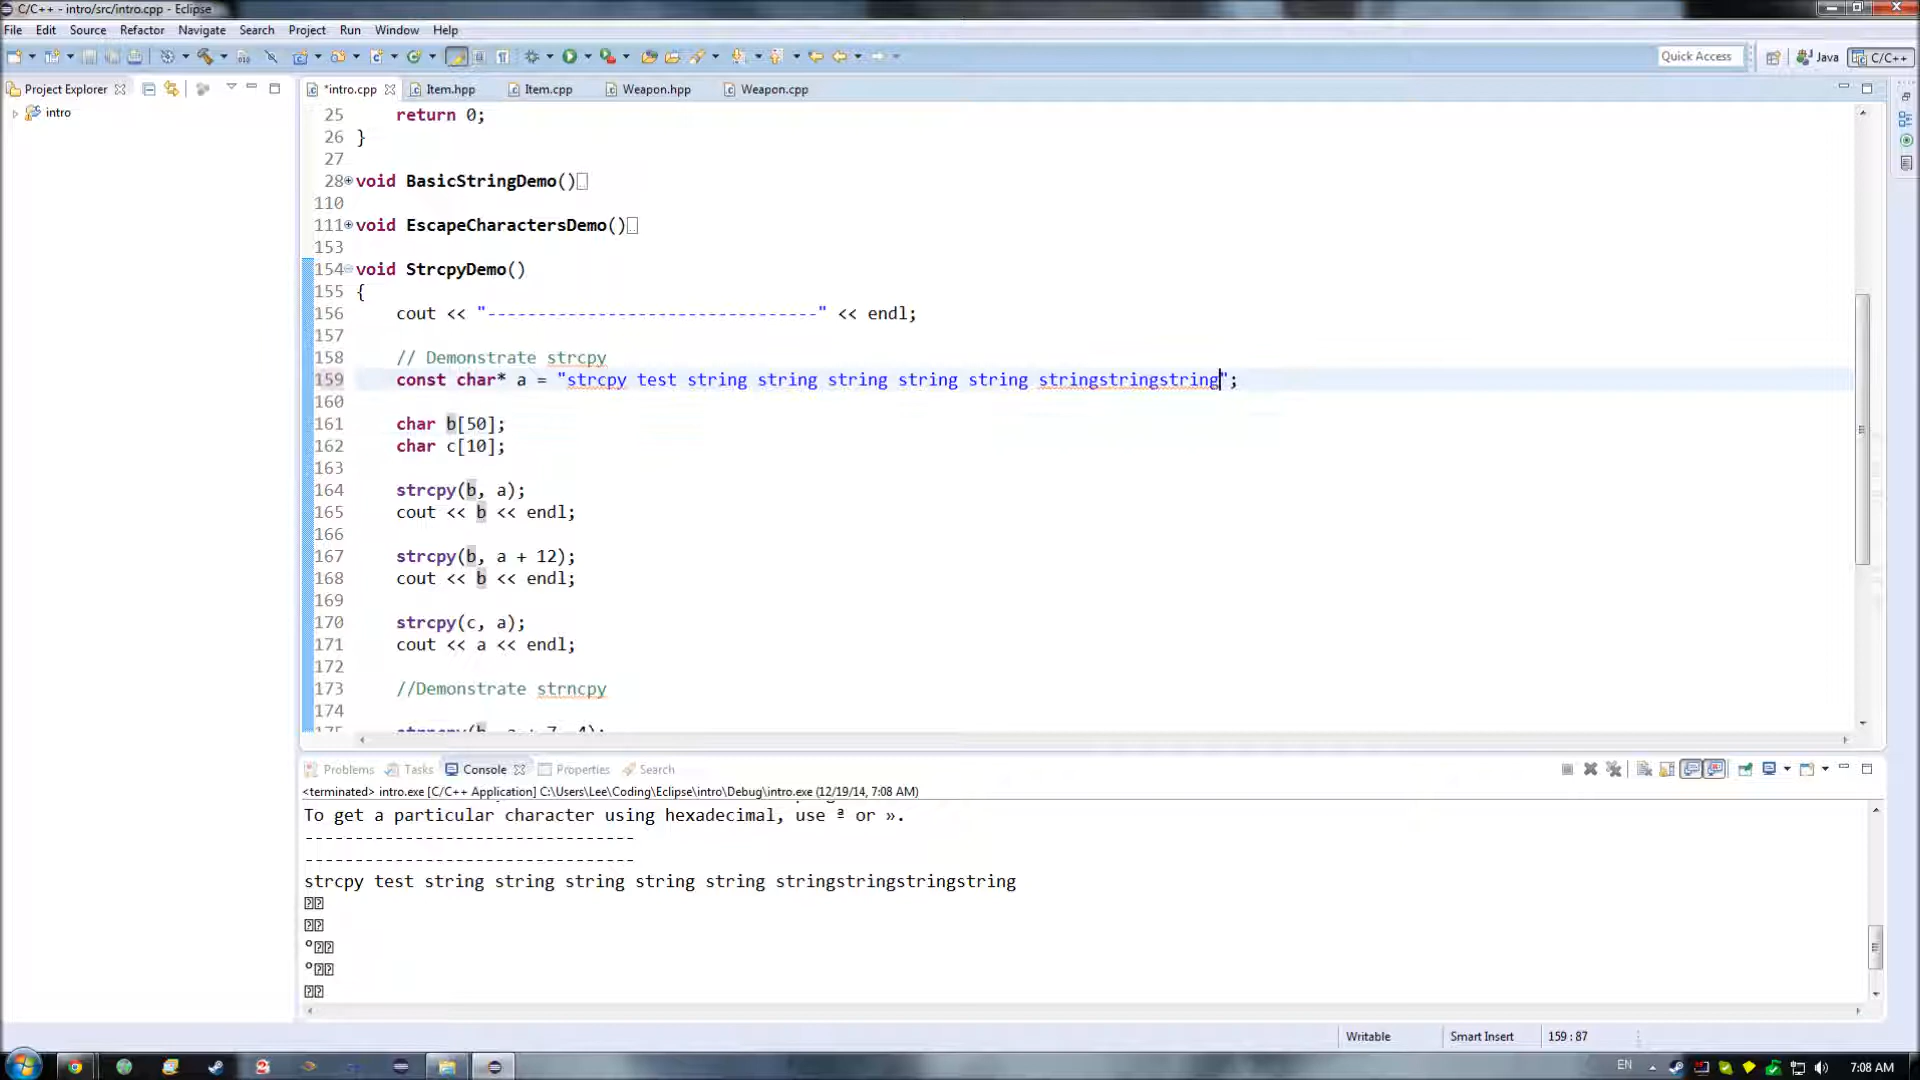 C/C++ - intro/src/intro.cpp - Eclipse
File Edit Source Refactor Navigate Search Project Run Window Help
Quick Access Java C/C++
Project Explorer
intro
*intro.cpp Item.hpp Item.cpp Weapon.hpp Weapon.cpp
25 return 0;
26 }
27
28 void BasicStringDemo()
110
111 void EscapeCharactersDemo()
153
154 void StrcpyDemo()
155 {
156 cout << "---------------------------------" << endl;
157
158 // Demonstrate strcpy
159 const char* a = "strcpy test string string string string string stringstringstring";
160
161 char b[50];
162 char c[10];
163
164 strcpy(b, a);
165 cout << b << endl;
166
167 strcpy(b, a + 12);
168 cout << b << endl;
169
170 strcpy(c, a);
171 cout << a << endl;
172
173 //Demonstrate strncpy
174
175 strncpy(b, a + 7, 4);
Problems Tasks Console Properties Search
<terminated> intro.exe [C/C++ Application] C:\Users\Lee\Coding\Eclipse\intro\Debug\intro.exe (12/19/14, 7:08 AM)
To get a particular character using hexadecimal, use ª or ».
---------------------------------
---------------------------------
strcpy test string string string string string stringstringstringstring
Writable Smart Insert 159 : 87
EN 7:08 AM